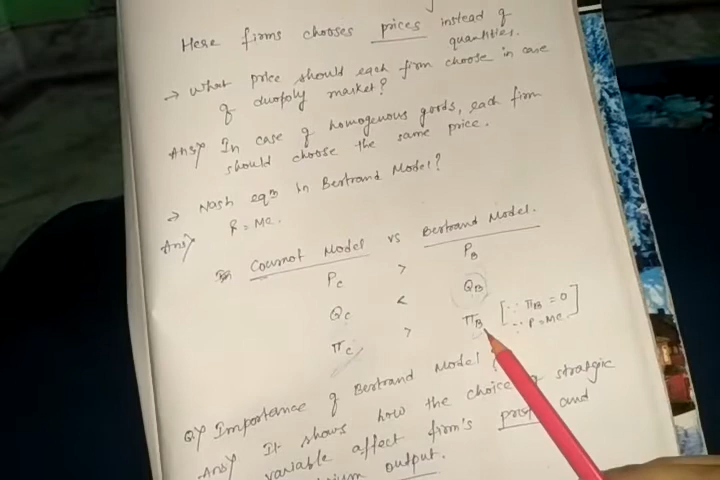 Here firms chooses prices instead of quantities.
→ What price should each firm choose in case
of duopoly market?
Ans> In case of homogenous goods, each firm
should choose the same price.
→ Nash eqm in Bertrand Model?
Ans> P = MC.
Cournot Model vs Bertrand Model.
Pc > PB
Qc < QB
πc > πB [∵ πB = 0
∵ P = MC]
Q> Importance of Bertrand Model?
Ans> It shows how the choice of strategic
variable affect firm's and
output.